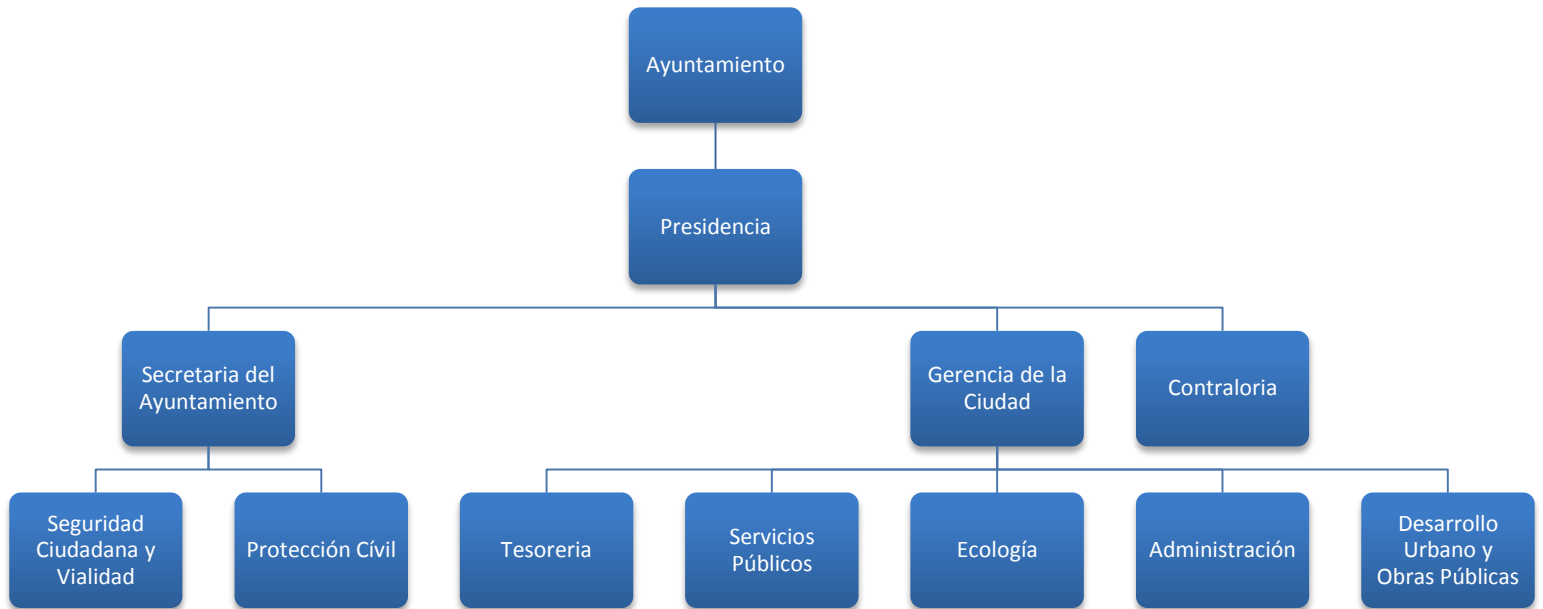 Ayuntamiento
Presidencia
Secretaria del
Ayuntamiento
Gerencia de la
Ciudad
Contraloria
Seguridad
Ciudadana y
Vialidad
Protección Cívil
Tesoreria
Servicios
Públicos
Ecología
Administración
Desarrollo
Urbano y
Obras Públicas